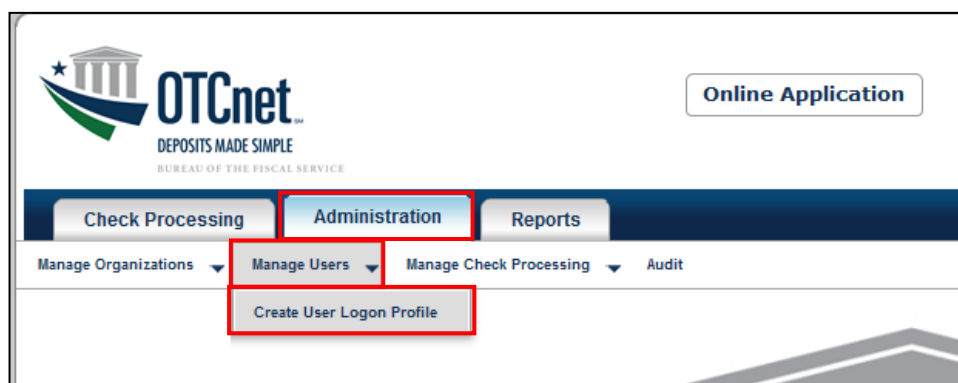 OTCnet SM
DEPOSITS MADE SIMPLE
BUREAU OF THE FISCAL SERVICE
Online Application
Check Processing Administration Reports
Manage Organizations Manage Users Manage Check Processing Audit
Create User Logon Profile